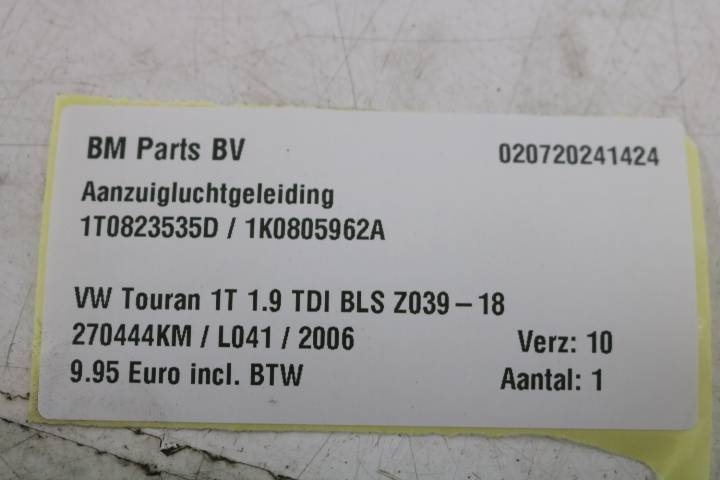 BM Parts BV 020720241424
Aanzuigluchtgeleiding
1T0823535D / 1K0805962A
VW Touran 1T 1.9 TDI BLS Z039 – 18
270444KM / L041 / 2006 Verz: 10
9.95 Euro incl. BTW Aantal: 1